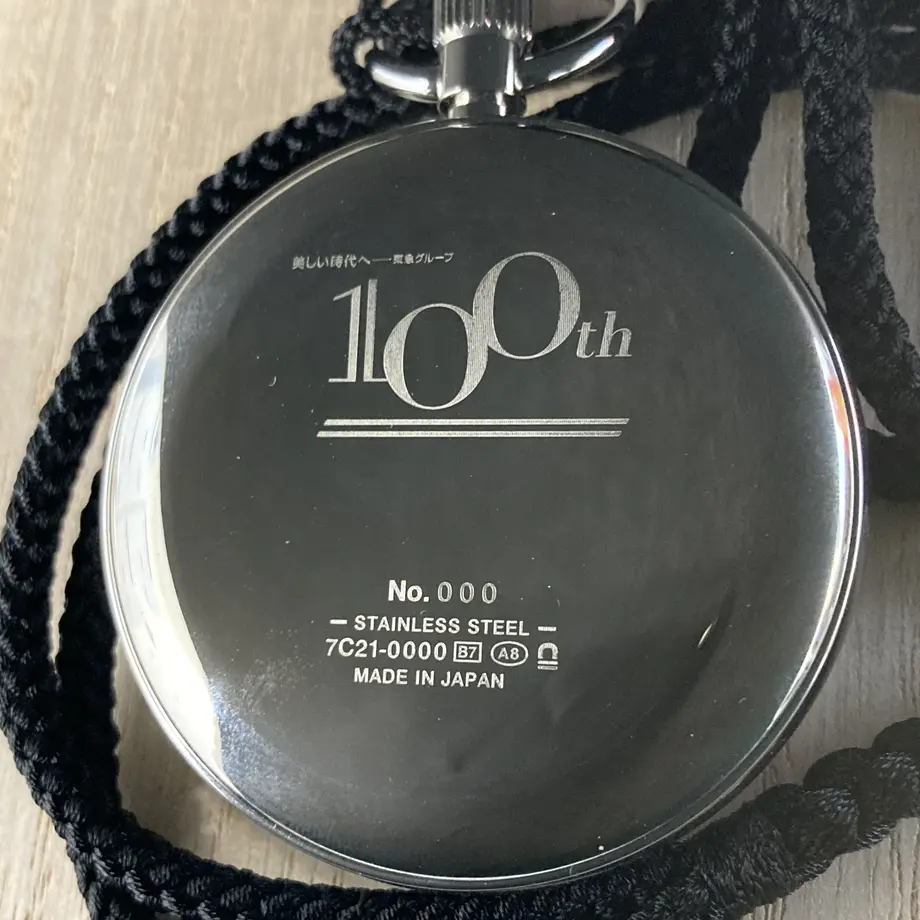 美しい時代へ―東急グループ
100th
No. 000
– STAINLESS STEEL –
7C21-0000 B7 A8
MADE IN JAPAN